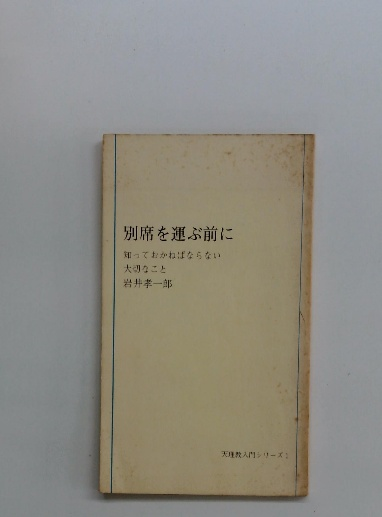 別席を運ぶ前に
知っておかねばならない
大切なこと
岩井孝一郎
天理教入門シリーズ1